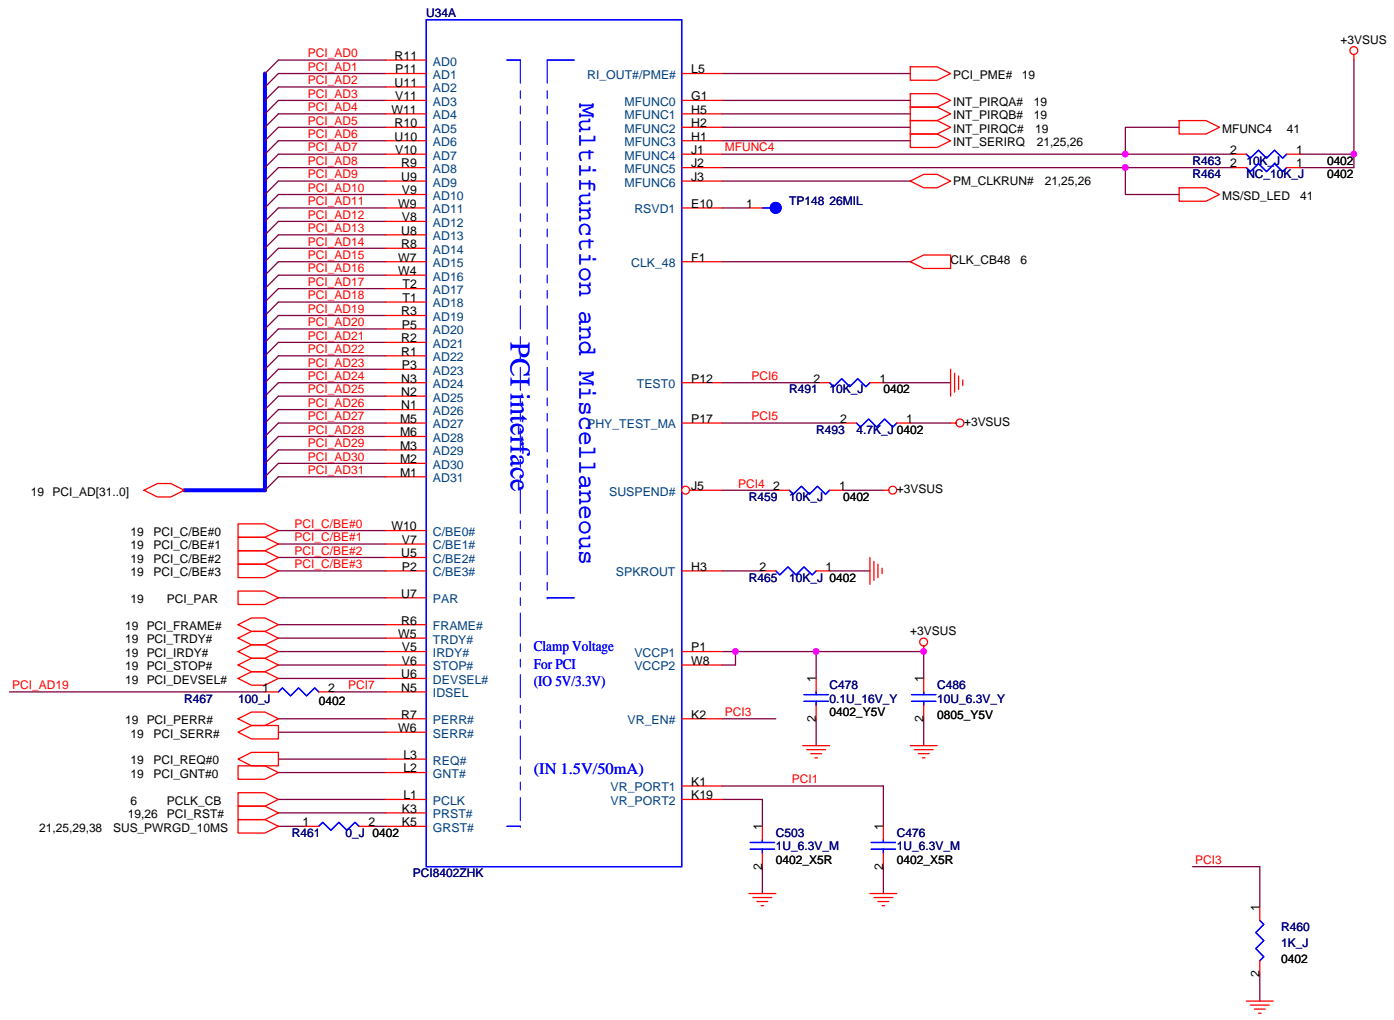 U34A
+3VSUS
PCI_AD0 R11 AD0
PCI_AD1 P11 AD1
PCI_AD2 U11 AD2
PCI_AD3 V11 AD3
PCI_AD4 W11 AD4
PCI_AD5 R10 AD5
PCI_AD6 U10 AD6
PCI_AD7 V10 AD7
PCI_AD8 R9 AD8
PCI_AD9 U9 AD9
PCI_AD10 V9 AD10
PCI_AD11 W9 AD11
PCI_AD12 V8 AD12
PCI_AD13 U8 AD13
PCI_AD14 R8 AD14
PCI_AD15 W7 AD15
PCI_AD16 W4 AD16
PCI_AD17 T2 AD17
PCI_AD18 T1 AD18
PCI_AD19 R3 AD19
PCI_AD20 P5 AD20
PCI_AD21 R2 AD21
PCI_AD22 R1 AD22
PCI_AD23 P3 AD23
PCI_AD24 N3 AD24
PCI_AD25 N2 AD25
PCI_AD26 N1 AD26
PCI_AD27 M5 AD27
PCI_AD28 M6 AD28
PCI_AD29 M3 AD29
PCI_AD30 M2 AD30
PCI_AD31 M1 AD31
19 PCI_AD[31..0]
19 PCI_C/BE#0 PCI_C/BE#0 W10 C/BE0#
19 PCI_C/BE#1 PCI_C/BE#1 V7 C/BE1#
19 PCI_C/BE#2 PCI_C/BE#2 U5 C/BE2#
19 PCI_C/BE#3 PCI_C/BE#3 P2 C/BE3#
19 PCI_PAR U7 PAR
19 PCI_FRAME# R6 FRAME#
19 PCI_TRDY# W5 TRDY#
19 PCI_IRDY# V5 IRDY#
19 PCI_STOP# V6 STOP#
19 PCI_DEVSEL# U6 DEVSEL#
PCI_AD19 1 2 PCI7 N5 IDSEL
R467 100_J 0402
19 PCI_PERR# R7 PERR#
19 PCI_SERR# W6 SERR#
19 PCI_REQ#0 L3 REQ#
19 PCI_GNT#0 L2 GNT#
6 PCLK_CB L1 PCLK
19,26 PCI_RST# K3 PRST#
21,25,29,38 SUS_PWRGD_10MS 1 2 K5 GRST#
R461 0_J 0402
PCI8402ZHK
PCI interface
Multifunction and Miscellaneous
Clamp Voltage
For PCI
(IO 5V/3.3V)
(IN 1.5V/50mA)
RI_OUT#/PME# L5 PCI_PME# 19
MFUNC0 G1 INT_PIRQA# 19
MFUNC1 H5 INT_PIRQB# 19
MFUNC2 H2 INT_PIRQC# 19
MFUNC3 H1 INT_SERIRQ 21,25,26
MFUNC4 J1 MFUNC4
MFUNC5 J2
MFUNC6 J3 PM_CLKRUN# 21,25,26
MFUNC4 41
2 1
R463 10K_J 0402
2 1
R464 NC_10K_J 0402
MS/SD_LED 41
RSVD1 E10 1 TP148 26MIL
CLK_48 F1 CLK_CB48 6
TEST0 P12 PCI6 2 1
R491 10K_J 0402
PHY_TEST_MA P17 PCI5 2 1 +3VSUS
R493 4.7K_J 0402
SUSPEND# J5 PCI4 2 1 +3VSUS
R459 10K_J 0402
SPKROUT H3 2 1
R465 10K_J 0402
+3VSUS
VCCP1 P1
VCCP2 W8
1 C478
0.1U_16V_Y
2 0402_Y5V
1 C486
10U_6.3V_Y
2 0805_Y5V
VR_EN# K2 PCI3
VR_PORT1 K1 PCI1
VR_PORT2 K19
1 C503
1U_6.3V_M
2 0402_X5R
1 C476
1U_6.3V_M
2 0402_X5R
PCI3
1
R460
1K_J
0402
2